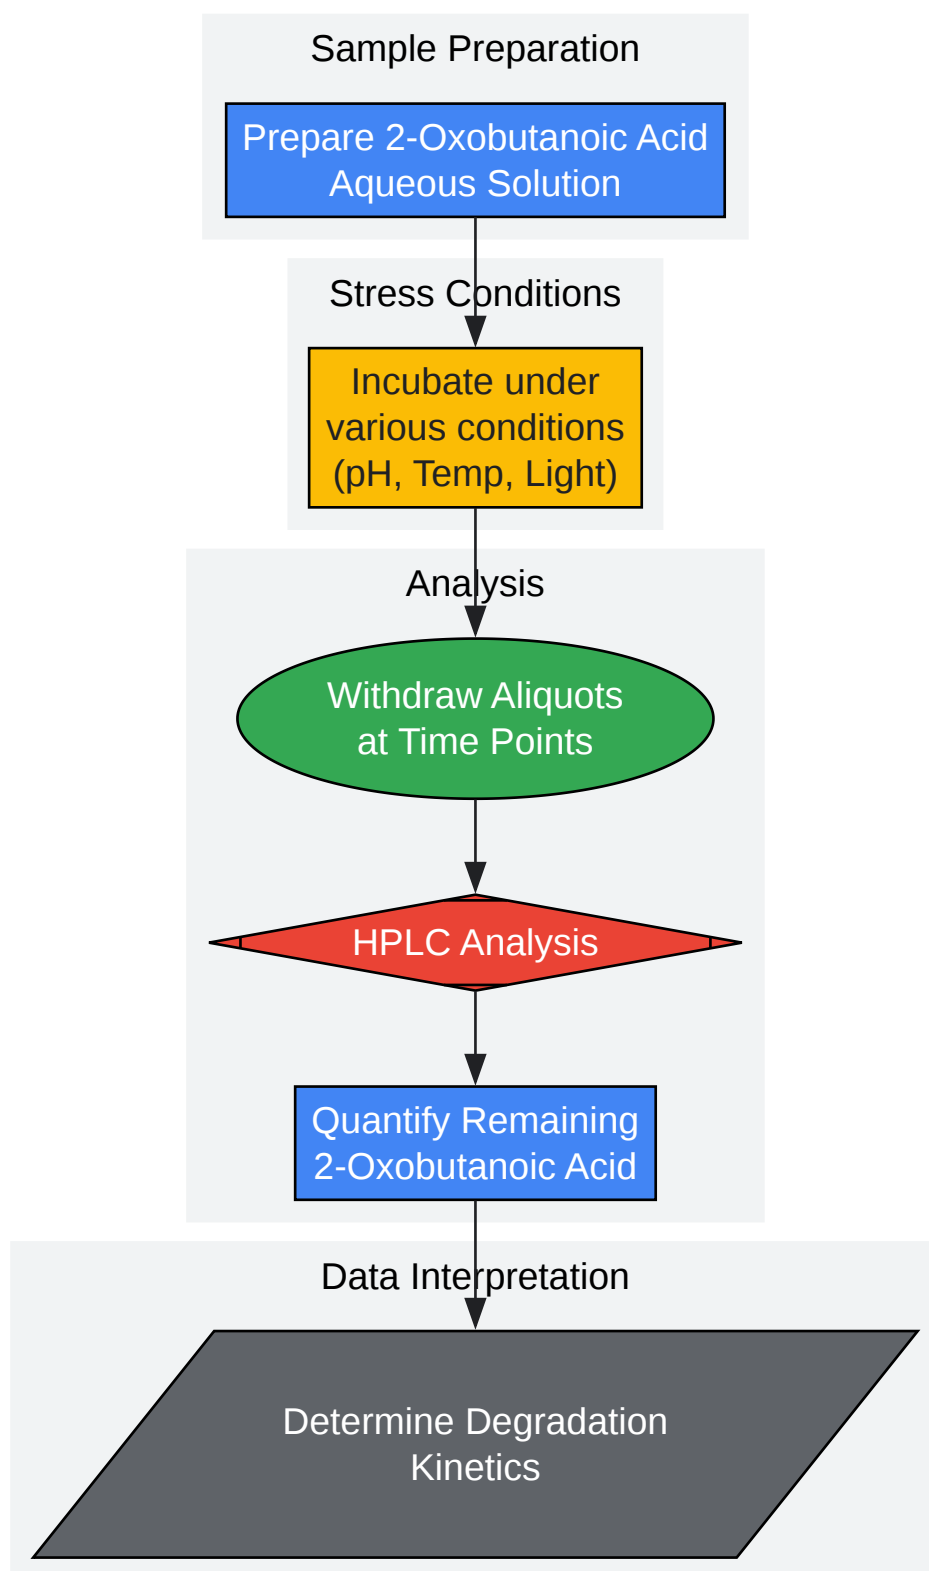 Sample Preparation
Prepare 2-Oxobutanoic Acid
Aqueous Solution
Stress Conditions
Incubate under
various conditions
(pH, Temp, Light)
Analysis
Withdraw Aliquots
at Time Points
HPLC Analysis
Quantify Remaining
2-Oxobutanoic Acid
Data Interpretation
Determine Degradation
Kinetics